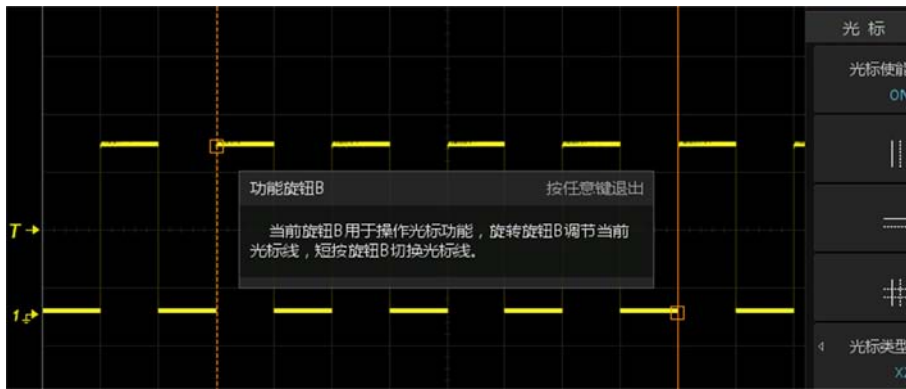 光标
光标使能
ON
功能旋钮B 按任意键退出
当前旋钮B用于操作光标功能，旋转旋钮B调节当前
光标线，短按旋钮B切换光标线。
T
1
光标类型